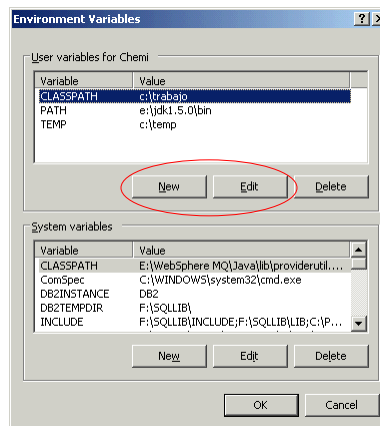 Environment Variables
User variables for Chemi
Variable Value
CLASSPATH c:\trabajo
PATH e:\jdk1.5.0\bin
TEMP c:\temp
New Edit Delete
System variables
Variable Value
CLASSPATH E:\WebSphere MQ\Java\lib\providerutil....
ComSpec C:\WINDOWS\system32\cmd.exe
DB2INSTANCE DB2
DB2TEMPDIR F:\SQLLIB\
INCLUDE F:\SQLLIB\INCLUDE;F:\SQLLIB\LIB;C:\P...
New Edit Delete
OK Cancel